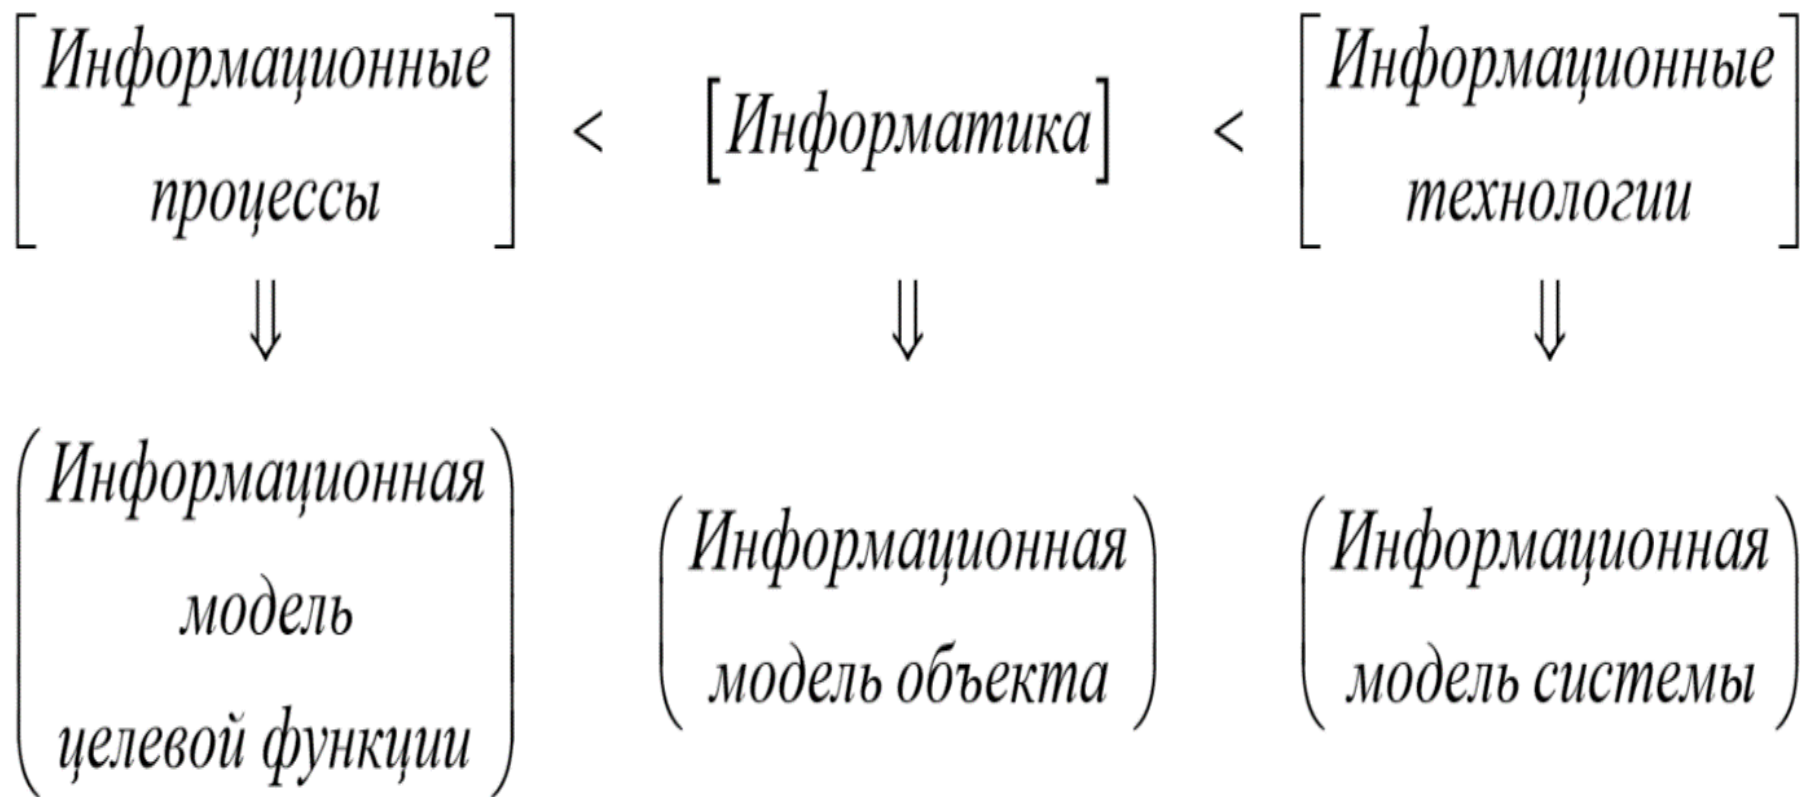 Информационные процессы < Информатика < Информационные технологии
⇓ ⇓ ⇓
Информационная модель целевой функции
Информационная модель объекта
Информационная модель системы